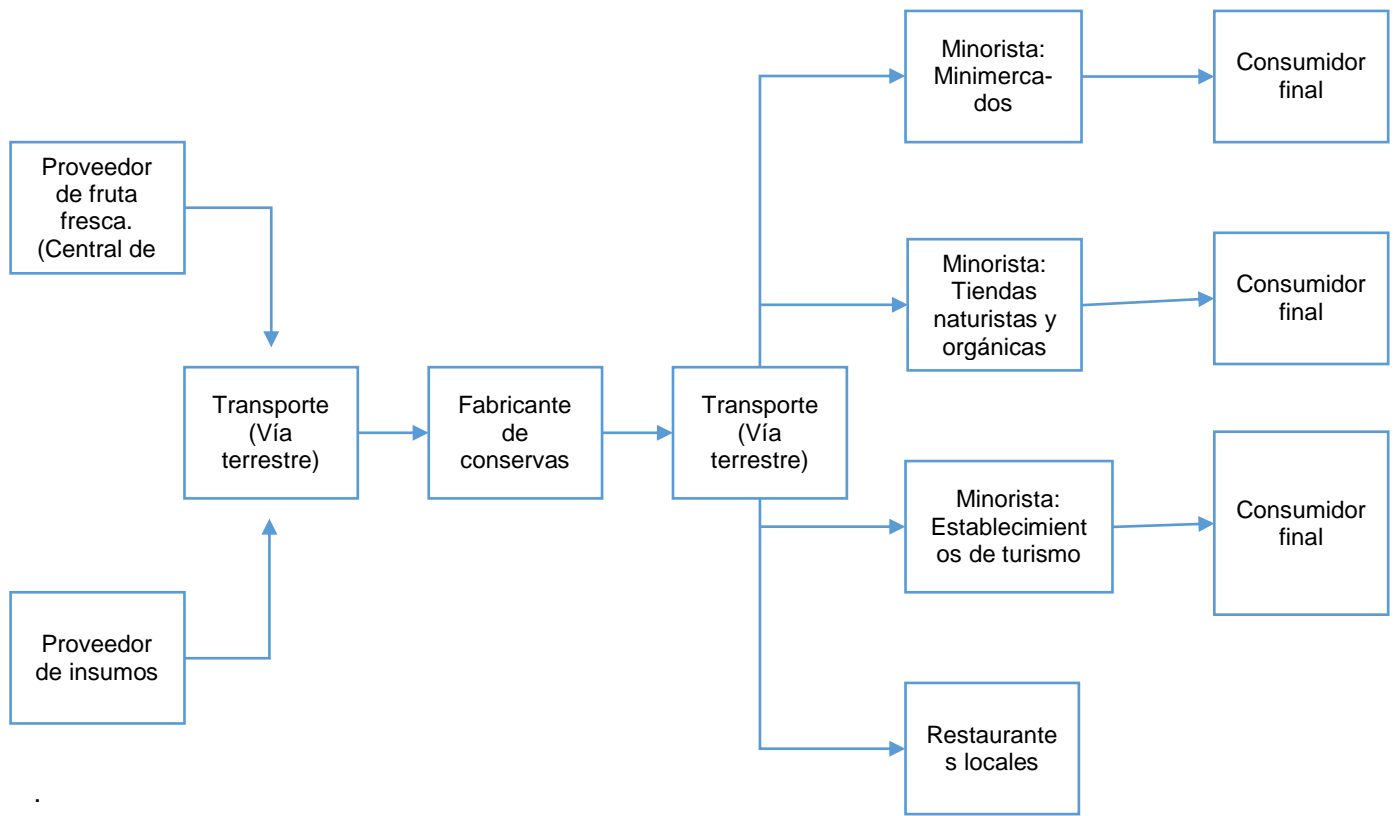 Proveedor
de fruta
fresca.
(Central de
Proveedor
de insumos
Transporte
(Vía
terrestre)
Fabricante
de
conservas
Transporte
(Vía
terrestre)
Minorista:
Minimerca-
dos
Consumidor
final
Minorista:
Tiendas
naturistas y
orgánicas
Consumidor
final
Minorista:
Establecimient
os de turismo
Consumidor
final
Restaurante
s locales
.